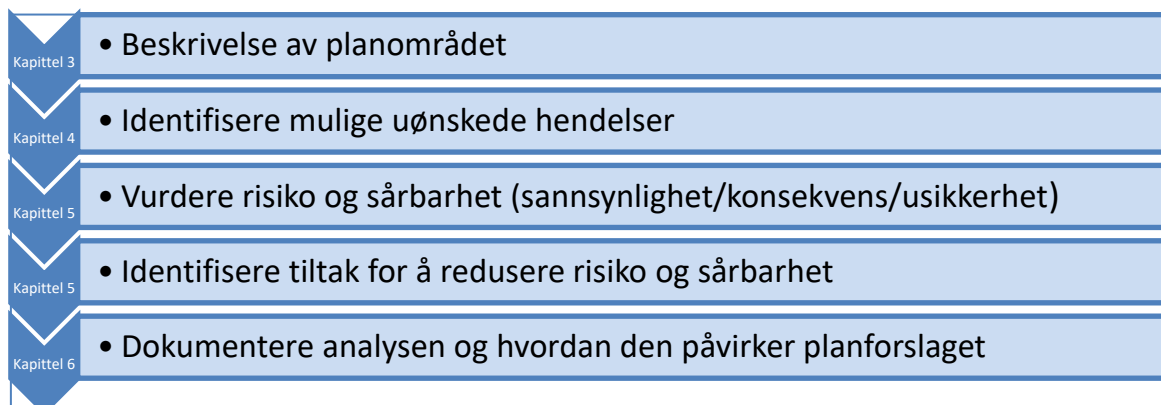 Kapittel 3
• Beskrivelse av planområdet
Kapittel 4
• Identifisere mulige uønskede hendelser
Kapittel 5
• Vurdere risiko og sårbarhet (sannsynlighet/konsekvens/usikkerhet)
Kapittel 5
• Identifisere tiltak for å redusere risiko og sårbarhet
Kapittel 6
• Dokumentere analysen og hvordan den påvirker planforslaget